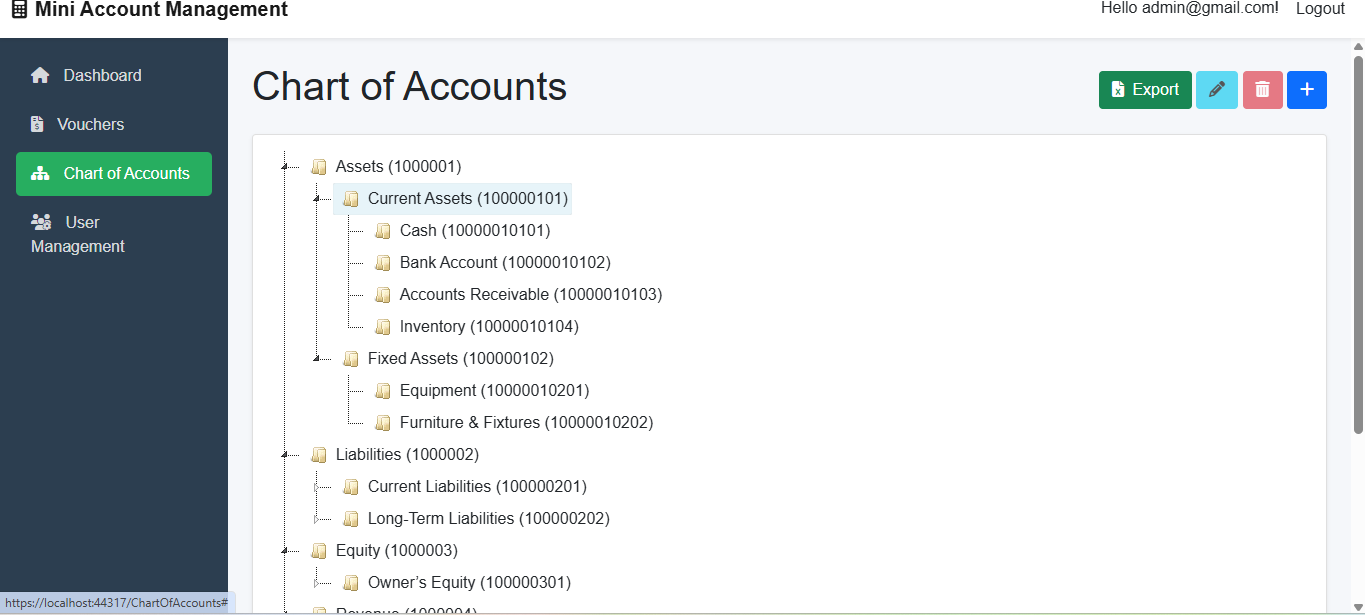 Mini Account Management
Hello admin@gmail.com! Logout
Dashboard
Vouchers
Chart of Accounts
User
Management
Chart of Accounts
Export
Assets (1000001)
Current Assets (100000101)
Cash (10000010101)
Bank Account (10000010102)
Accounts Receivable (10000010103)
Inventory (10000010104)
Fixed Assets (100000102)
Equipment (10000010201)
Furniture & Fixtures (10000010202)
Liabilities (1000002)
Current Liabilities (100000201)
Long-Term Liabilities (100000202)
Equity (1000003)
Owner’s Equity (100000301)
Revenue (1000004)
https://localhost:44317/ChartOfAccounts#